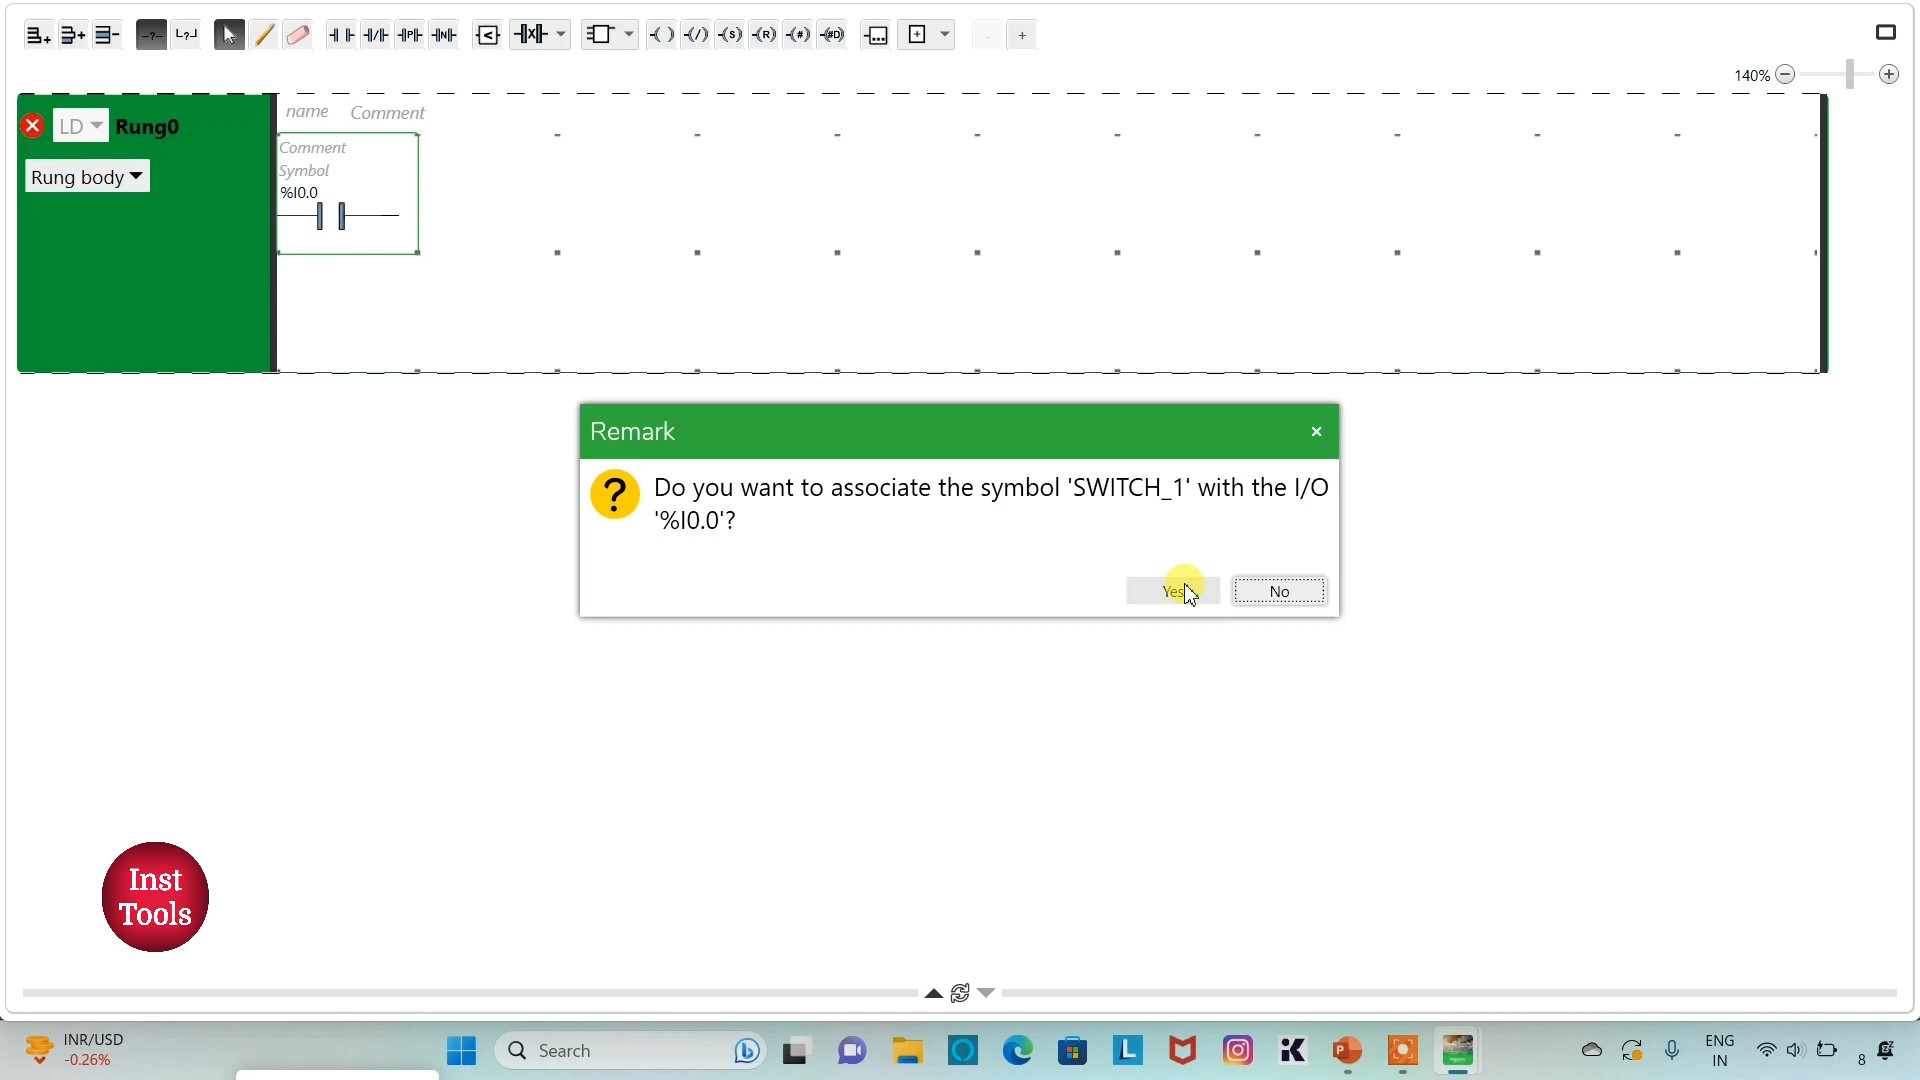 140%
LD Rung0
name Comment
Rung body
Comment
Symbol
%I0.0
Remark
Do you want to associate the symbol 'SWITCH_1' with the I/O
'%I0.0'?
Yes
No
Inst
Tools
INR/USD
-0.26%
Search
ENG
IN
8